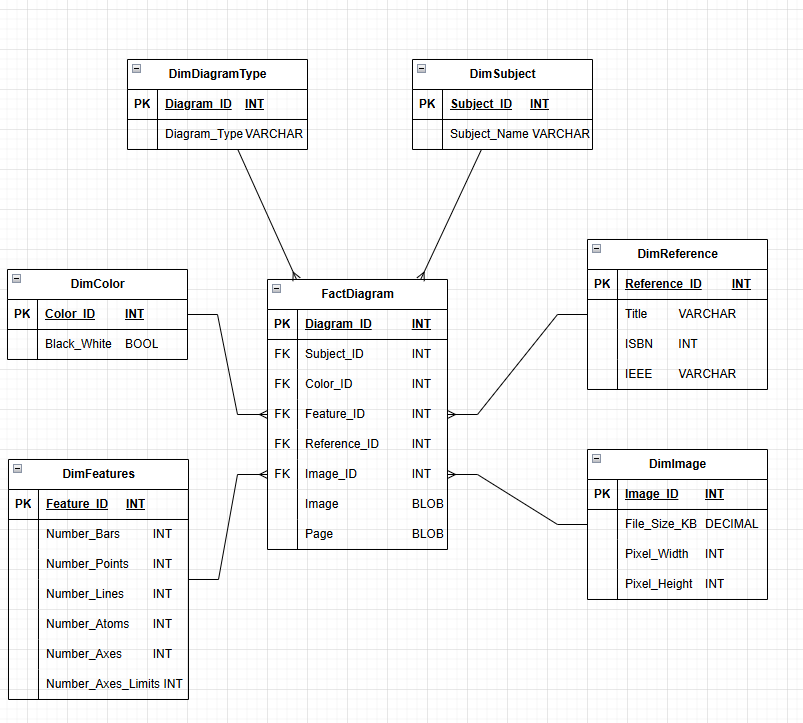 DimDiagramType
PK Diagram_ID INT
Diagram_Type VARCHAR
DimSubject
PK Subject_ID INT
Subject_Name VARCHAR
DimColor
PK Color_ID INT
Black_White BOOL
FactDiagram
PK Diagram_ID INT
FK Subject_ID INT
FK Color_ID INT
FK Feature_ID INT
FK Reference_ID INT
FK Image_ID INT
Image BLOB
Page BLOB
DimReference
PK Reference_ID INT
Title VARCHAR
ISBN INT
IEEE VARCHAR
DimFeatures
PK Feature_ID INT
Number_Bars INT
Number_Points INT
Number_Lines INT
Number_Atoms INT
Number_Axes INT
Number_Axes_Limits INT
DimImage
PK Image_ID INT
File_Size_KB DECIMAL
Pixel_Width INT
Pixel_Height INT